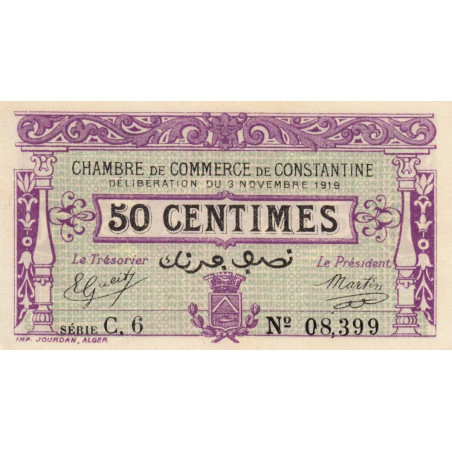 CHAMBRE DE COMMERCE DE CONSTANTINE
DÉLIBÉRATION DU 3 NOVEMBRE 1919
50 CENTIMES
Le Trésorier نصف فرنك Le Président
Martin
SÉRIE C. 6 Nº 08,399
IMP. JOURDAN, ALGER